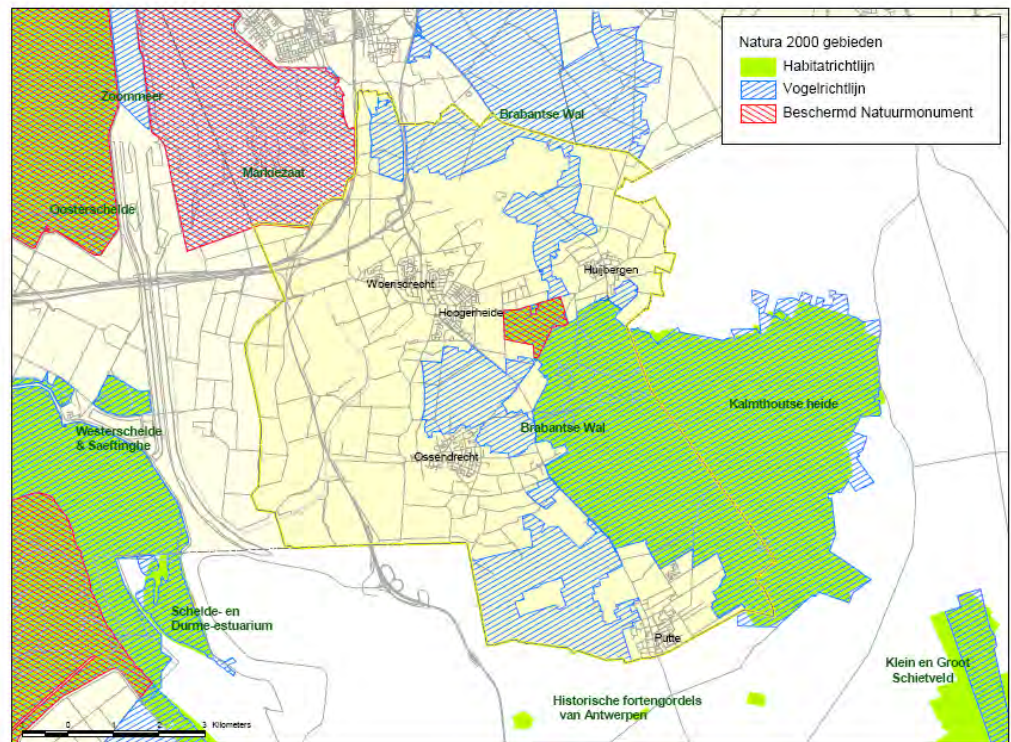 Natura 2000 gebieden
Habitatrichtlijn
Vogelrichtlijn
Beschermd Natuurmonument
Zoommeer
Brabantse Wal
Markiezaat
Oosterschelde
Huijbergen
Woensdrecht
Hoogerheide
Kalmthoutse heide
Brabantse Wal
Westerschelde
& Saeftinghe
Ossendrecht
Schelde- en
Durme-estuarium
Putte
Klein en Groot
Schietveld
Historische fortengordels
van Antwerpen
1 0 1 2 3 Kilometers